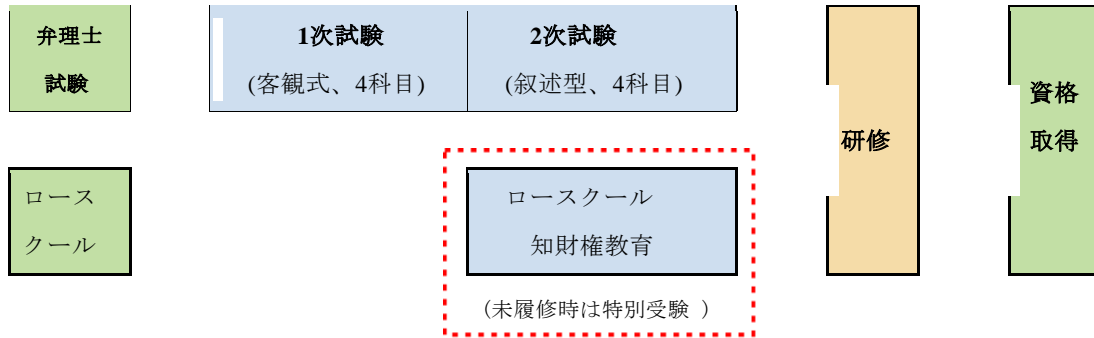 弁理士
試験
1次試験
(客観式、4科目)
2次試験
(叙述型、4科目)
研修
資格
取得
ロース
クール
ロースクール
知財権教育
(未履修時は特別受験 )